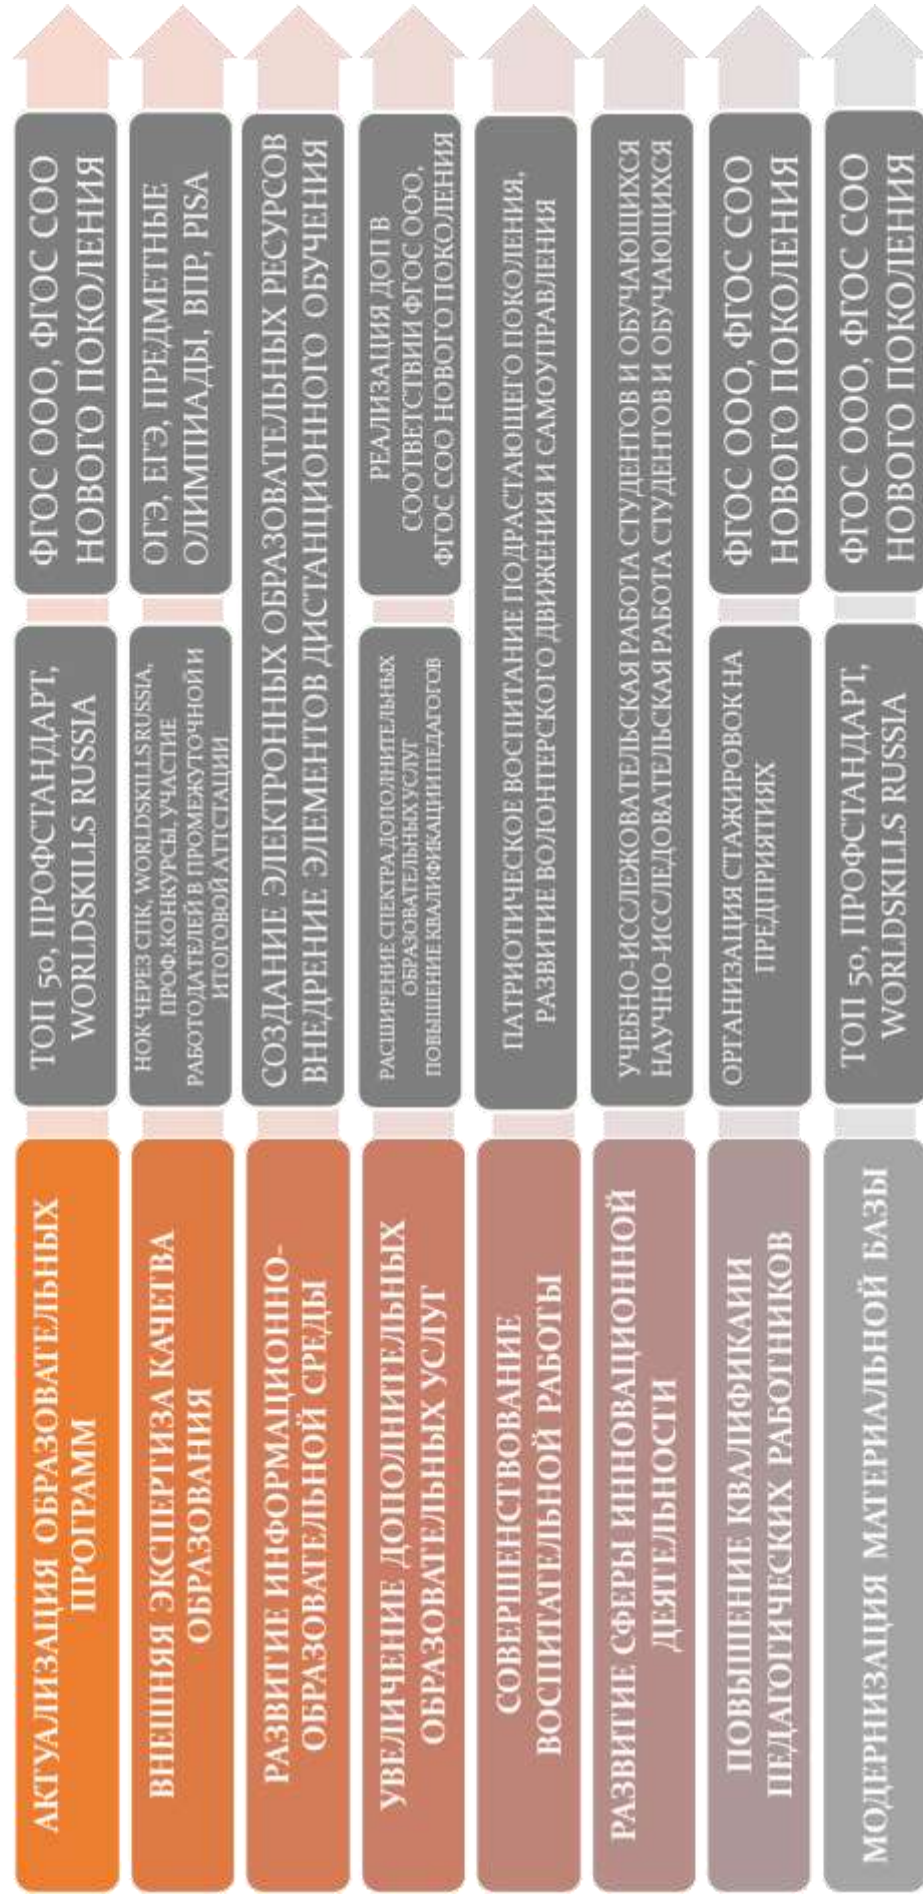 АКТУАЛИЗАЦИЯ ОБРАЗОВАТЕЛЬНЫХ
ПРОГРАММ
ТОП 50, ПРОФСТАНДАРТ,
WORLDSKILLS RUSSIA
ФГОС ООО, ФГОС СОО
НОВОГО ПОКОЛЕНИЯ
ВНЕШНЯЯ ЭКСПЕРТИЗА КАЧЕТВА
ОБРАЗОВАНИЯ
НОК ЧЕРЕЗ СПК, WORLDSKILLS RUSSIA,
ПРОФ.КОНКУРСЫ, УЧАСТИЕ
РАБОТОДАТЕЛЕЙ В ПРОМЕЖУТОЧНОЙ И
ИТОГОВОЙ АТТСТАЦИИ
ОГЭ, ЕГЭ, ПРЕДМЕТНЫЕ
ОЛИМПИАДЫ, ВПР, PISA
РАЗВИТИЕ ИНФОРМАЦИОННО-
ОБРАЗОВАТЕЛЬНОЙ СРЕДЫ
СОЗДАНИЕ ЭЛЕКТРОННЫХ ОБРАЗОВАТЕЛЬНЫХ РЕСУРСОВ
ВНЕДРЕНИЕ ЭЛЕМЕНТОВ ДИСТАНЦИОННОГО ОБУЧЕНИЯ
УВЕЛИЧЕНИЕ ДОПОЛНИТЕЛЬНЫХ
ОБРАЗОВАТЕЛЬНЫХ УСЛУГ
РАСШИРЕНИЕ СПЕКТРА ДОПОЛНИТЕЛЬНЫХ
ОБРАЗОВАТЕЛЬНЫХ УСЛУГ
ПОВЫШЕНИЕ КВАЛИФИКАЦИИ ПЕДАГОГОВ
РЕАЛИЗАЦИЯ ДОП В
СООТВЕТСТВИИ ФГОС ООО,
ФГОС СОО НОВОГО ПОКОЛЕНИЯ
СОВЕРШЕНСТВОВАНИЕ
ВОСПИТАТЕЛЬНОЙ РАБОТЫ
ПАТРИОТИЧЕСКОЕ ВОСПИТАНИЕ ПОДРАСТАЮЩЕГО ПОКОЛЕНИЯ,
РАЗВИТИЕ ВОЛОНТЕРСКОГО ДВИЖЕНИЯ И САМОУПРАВЛЕНИЯ
РАЗВИТИЕ СФЕРЫ ИННОВАЦИОННОЙ
ДЕЯТЕЛЬНОСТИ
УЧЕБНО-ИССЛЕЖОВАТЕЛЬСКАЯ РАБОТА СТУДЕНТОВ И ОБУЧАЮЩИХСЯ
НАУЧНО-ИССЛЕДОВАТЕЛЬСКАЯ РАБОТА СТУДЕНТОВ И ОБУЧАЮЩИХСЯ
ПОВЫШЕНИЕ КВАЛИФИКАИИ
ПЕДАГОГИЧЕСКИХ РАБОТНИКОВ
ОРГАНИЗАЦИЯ СТАЖИРОВОК НА
ПРЕДПРИЯТИЯХ
ФГОС ООО, ФГОС СОО
НОВОГО ПОКОЛЕНИЯ
МОДЕРНИЗАЦИЯ МАТЕРИАЛЬНОЙ БАЗЫ
ТОП 50, ПРОФСТАНДАРТ,
WORLDSKILLS RUSSIA
ФГОС ООО, ФГОС СОО
НОВОГО ПОКОЛЕНИЯ